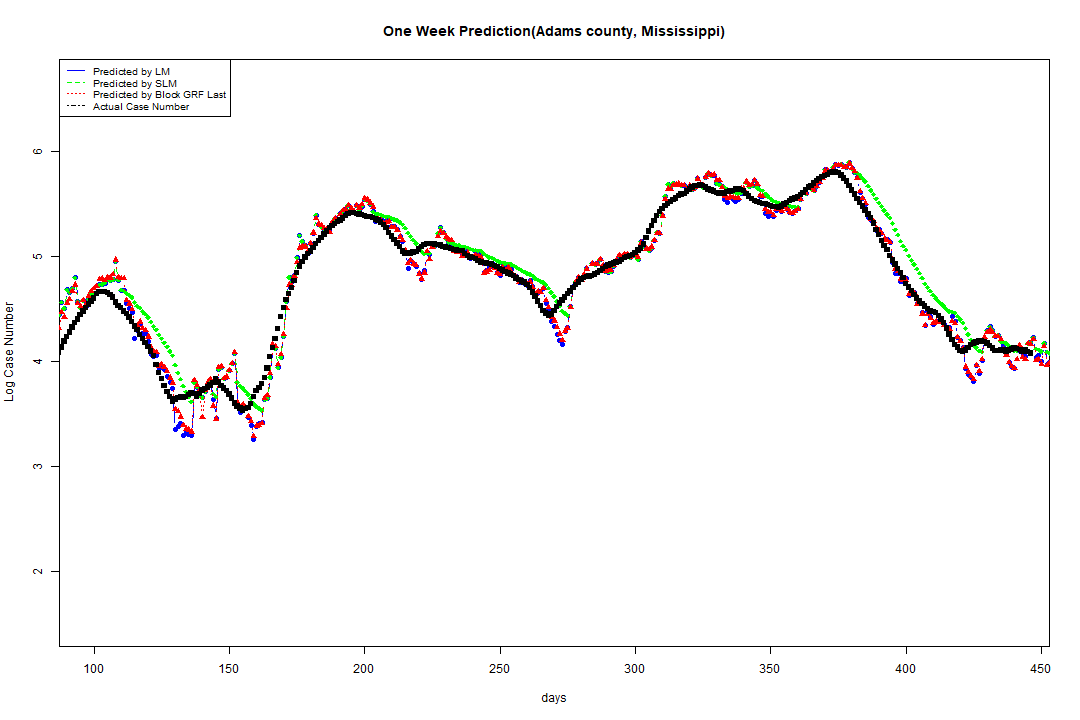 One Week Prediction(Adams county, Mississippi)
Predicted by LM
Predicted by SLM
Predicted by Block GRF Last
Actual Case Number
Log Case Number
6
5
4
3
2
100 150 200 250 300 350 400 450
days